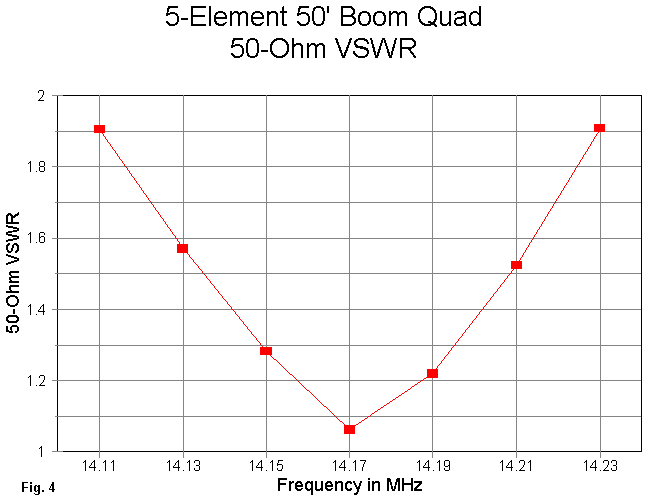 5-Element 50' Boom Quad
50-Ohm VSWR
2
1.8
1.6
1.4
1.2
1
50-Ohm VSWR
14.11 14.13 14.15 14.17 14.19 14.21 14.23
Frequency in MHz
Fig. 4